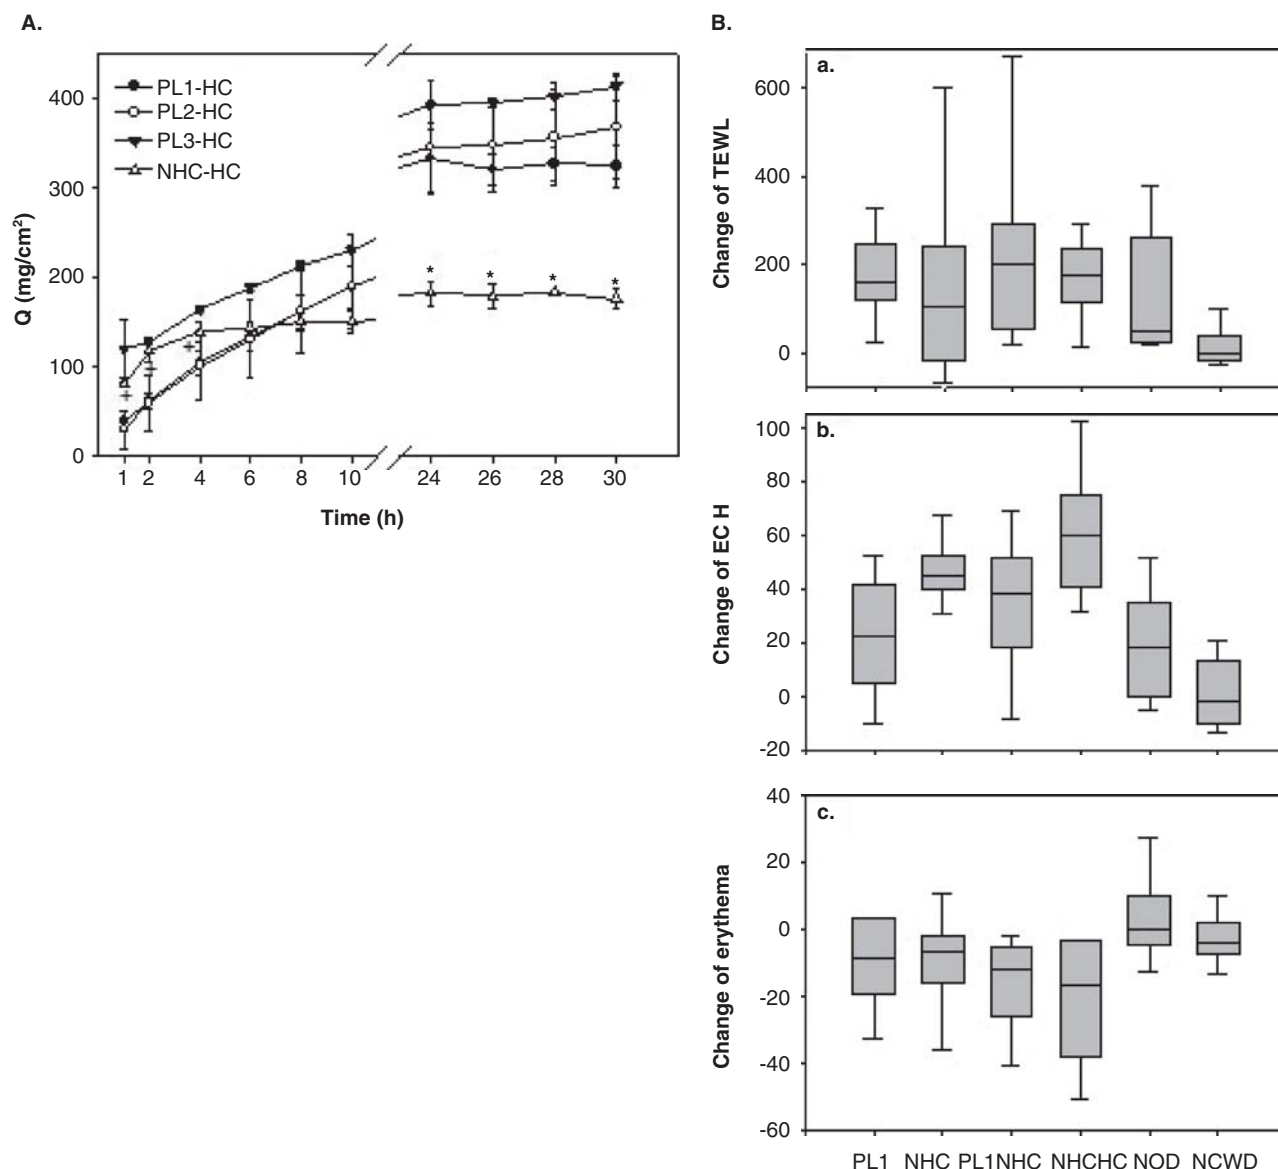 A.
PL1-HC
PL2-HC
PL3-HC
NHC-HC
400
300
200
100
0
Q (mg/cm²)
* * * *
+ + +
1 2 4 6 8 10 24 26 28 30
Time (h)
B.
a.
600
400
200
0
Change of TEWL
b.
100
80
60
40
20
0
-20
Change of EC H
c.
40
20
0
-20
-40
-60
Change of erythema
PL1 NHC PL1NHC NHCHC NOD NCWD